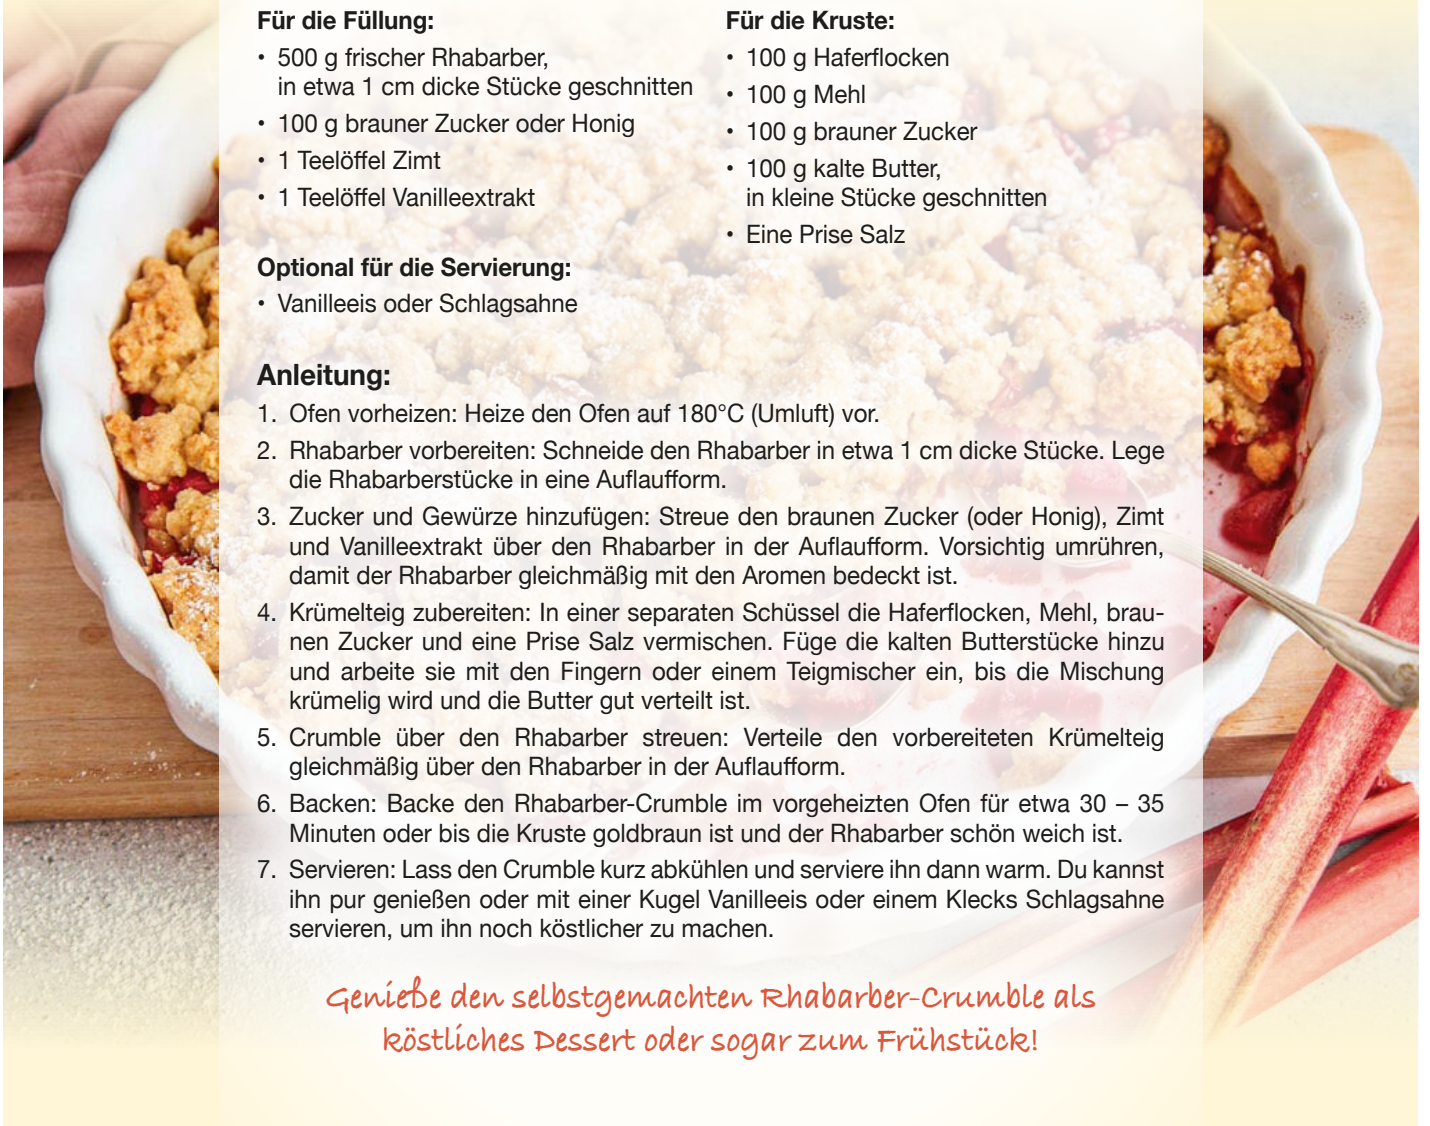 Für die Füllung:
• 500 g frischer Rhabarber,
in etwa 1 cm dicke Stücke geschnitten
• 100 g brauner Zucker oder Honig
• 1 Teelöffel Zimt
• 1 Teelöffel Vanilleextrakt
Optional für die Servierung:
• Vanilleeis oder Schlagsahne
Für die Kruste:
• 100 g Haferflocken
• 100 g Mehl
• 100 g brauner Zucker
• 100 g kalte Butter,
in kleine Stücke geschnitten
• Eine Prise Salz
Anleitung:
1. Ofen vorheizen: Heize den Ofen auf 180°C (Umluft) vor.
2. Rhabarber vorbereiten: Schneide den Rhabarber in etwa 1 cm dicke Stücke. Lege
die Rhabarberstücke in eine Auflaufform.
3. Zucker und Gewürze hinzufügen: Streue den braunen Zucker (oder Honig), Zimt
und Vanilleextrakt über den Rhabarber in der Auflaufform. Vorsichtig umrühren,
damit der Rhabarber gleichmäßig mit den Aromen bedeckt ist.
4. Krümelteig zubereiten: In einer separaten Schüssel die Haferflocken, Mehl, brau-
nen Zucker und eine Prise Salz vermischen. Füge die kalten Butterstücke hinzu
und arbeite sie mit den Fingern oder einem Teigmischer ein, bis die Mischung
krümelig wird und die Butter gut verteilt ist.
5. Crumble über den Rhabarber streuen: Verteile den vorbereiteten Krümelteig
gleichmäßig über den Rhabarber in der Auflaufform.
6. Backen: Backe den Rhabarber-Crumble im vorgeheizten Ofen für etwa 30 – 35
Minuten oder bis die Kruste goldbraun ist und der Rhabarber schön weich ist.
7. Servieren: Lass den Crumble kurz abkühlen und serviere ihn dann warm. Du kannst
ihn pur genießen oder mit einer Kugel Vanilleeis oder einem Klecks Schlagsahne
servieren, um ihn noch köstlicher zu machen.
Genieße den selbstgemachten Rhabarber-Crumble als
köstliches Dessert oder sogar zum Frühstück!